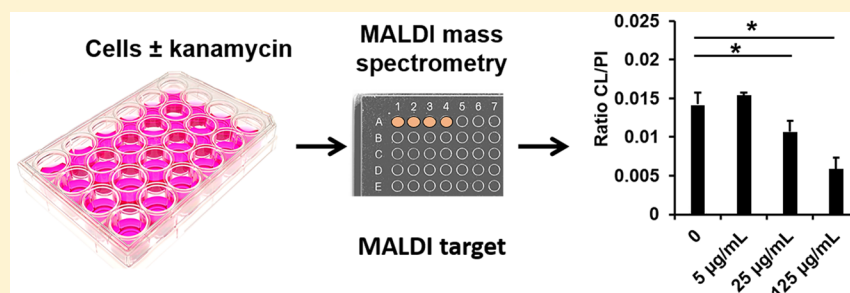 Cells ± kanamycin
MALDI mass
spectrometry
1 2 3 4 5 6 7
A
B
C
D
E
MALDI target
Ratio CL/PI
0.025
0.02
0.015
0.01
0.005
0
*
*
0
5 µg/mL
25 µg/mL
125 µg/mL